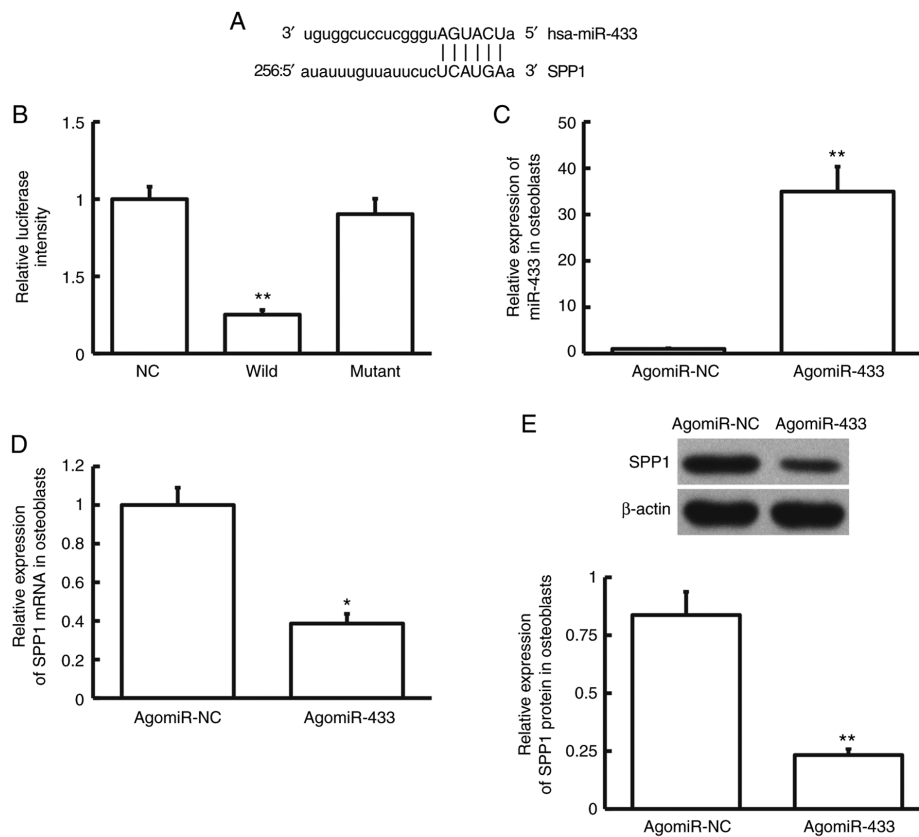 A
3′ uguggcuccucggguAGUACUa 5′ hsa-miR-433
256:5′ auauuuguuauucucUCAUGAa 3′ SPP1
B
Relative luciferase
intensity
1.5
1
1.5
0
**
NC Wild Mutant
C
Relative expression of
miR-433 in osteoblasts
50
40
30
20
10
0
**
AgomiR-NC AgomiR-433
D
Relative expression
of SPP1 mRNA in osteoblasts
1.2
1
0.8
0.6
0.4
0.2
0
*
AgomiR-NC AgomiR-433
E
AgomiR-NC AgomiR-433
SPP1
β-actin
Relative expression
of SPP1 protein in osteoblasts
1
0.75
0.5
0.25
0
**
AgomiR-NC AgomiR-433